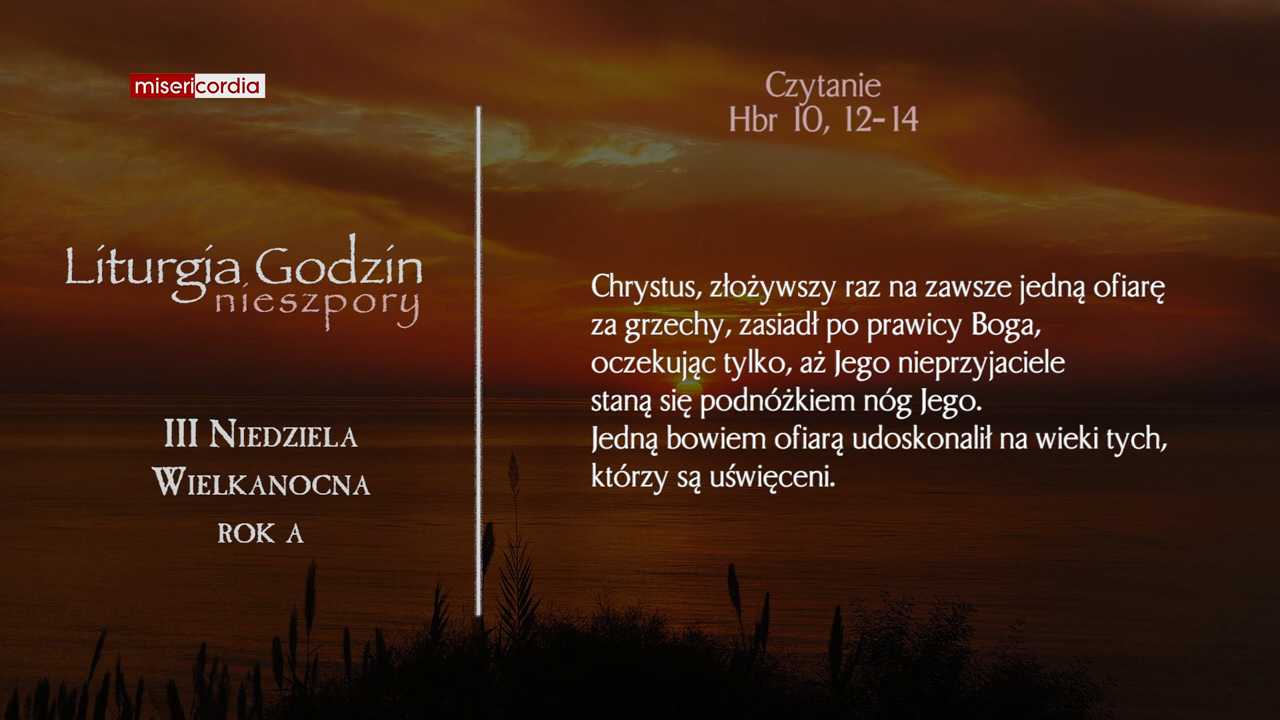 misericordia
Liturgia Godzin
nieszpory
III Niedziela
Wielkanocna
rok A
Czytanie
Hbr 10, 12-14
Chrystus, złożywszy raz na zawsze jedną ofiarę
za grzechy, zasiadł po prawicy Boga,
oczekując tylko, aż Jego nieprzyjaciele
staną się podnóżkiem nóg Jego.
Jedną bowiem ofiarą udoskonalił na wieki tych,
którzy są uświęceni.